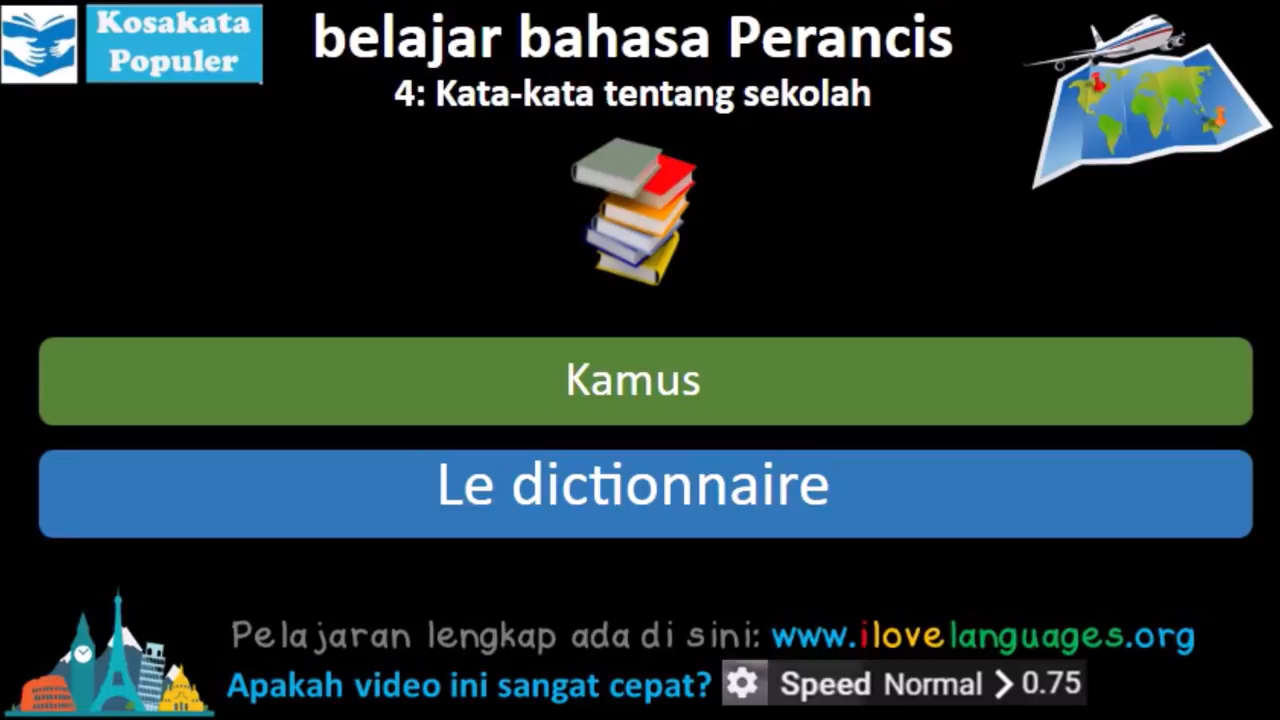 Kosakata
Populer
belajar bahasa Perancis
4: Kata-kata tentang sekolah
Kamus
Le dictionnaire
Pelajaran lengkap ada di sini: www.ilovelanguages.org
Apakah video ini sangat cepat? Speed Normal > 0.75